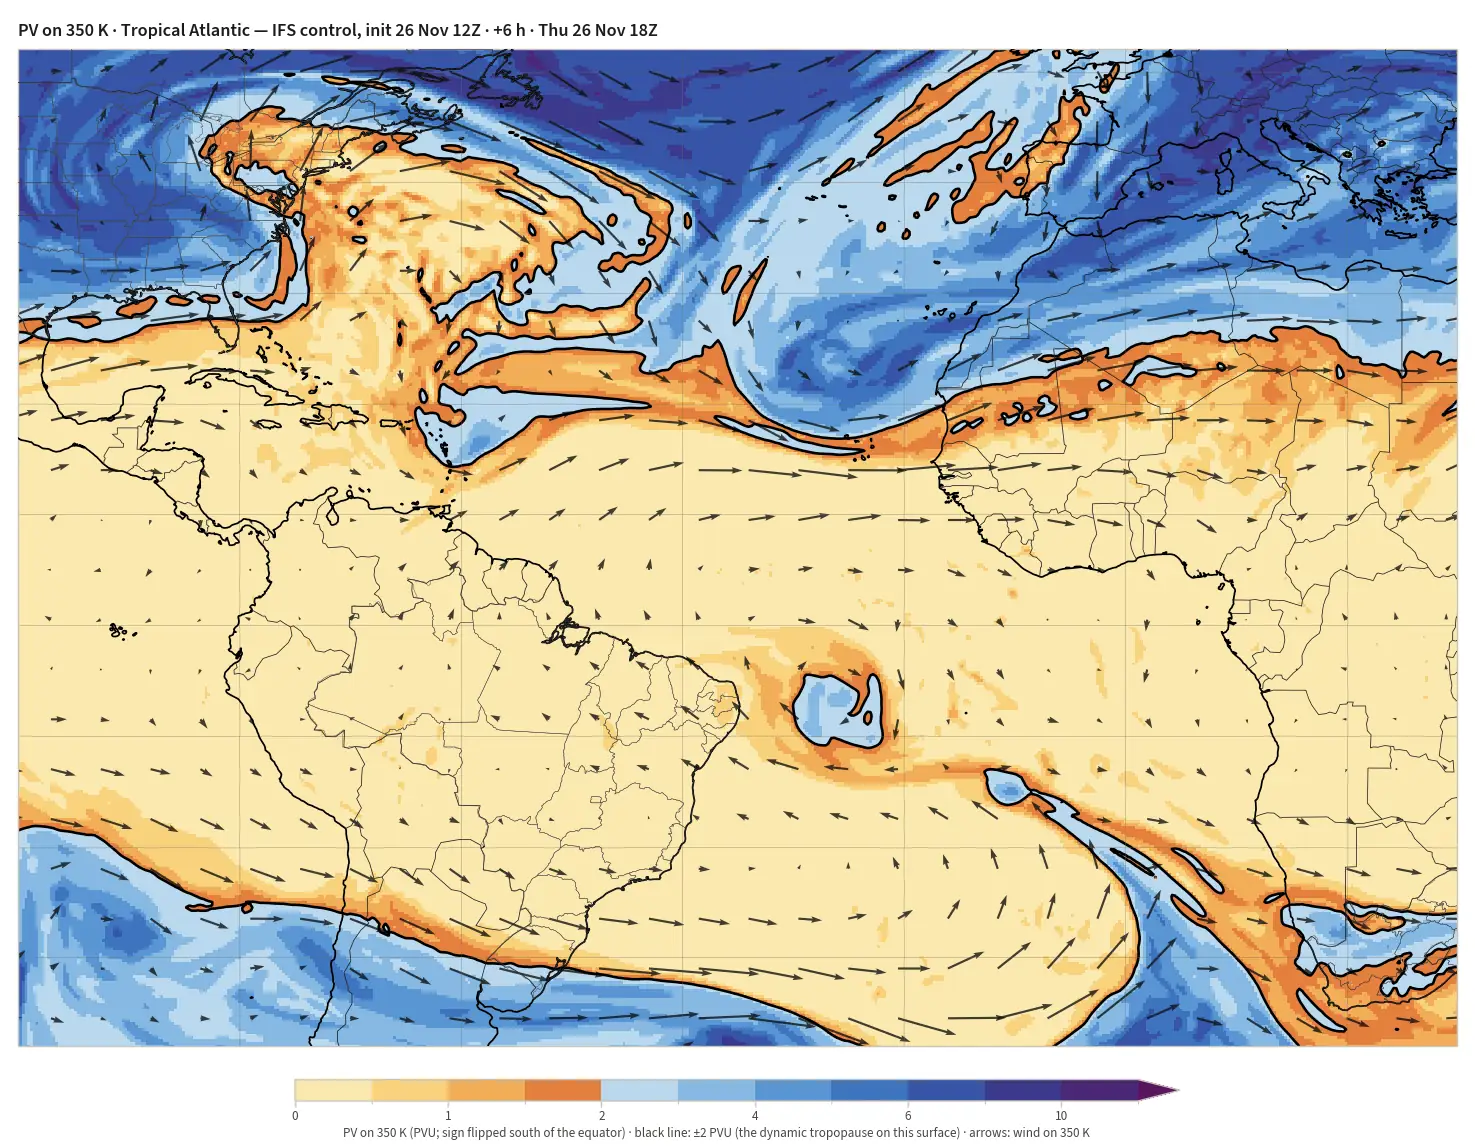 PV on 350 K · Tropical Atlantic — IFS control, init 26 Nov 12Z · +6 h · Thu 26 Nov 18Z
0 1 2 4 6 10
PV on 350 K (PVU; sign flipped south of the equator) · black line: ±2 PVU (the dynamic tropopause on this surface) · arrows: wind on 350 K